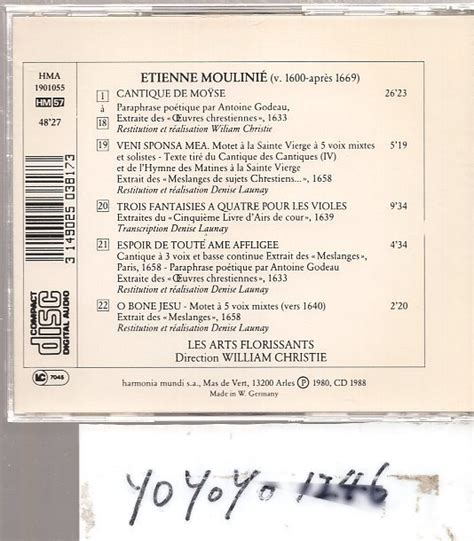 HMA
1901055
HM 57
48'27
3 149025 038173
COMPACT
disc
DIGITAL AUDIO
LC 7045
ETIENNE MOULINIÉ (v. 1600-après 1669)
1 CANTIQUE DE MOŸSE 26'23
à Paraphrase poétique par Antoine Godeau,
18 Extraite des «Œuvres chrestiennes», 1633
Restitution et réalisation William Christie
19 VENI SPONSA MEA. Motet à la Sainte Vierge à 5 voix mixtes 5'19
et solistes - Texte tiré du Cantique des Cantiques (IV)
et de l'Hymne des Matines à la Sainte Vierge
Extrait des «Meslanges de sujets Chrestiens...», 1658
Restitution et réalisation Denise Launay
20 TROIS FANTAISIES A QUATRE POUR LES VIOLES 9'34
Extraites du «Cinquième Livre d'Airs de cour», 1639
Transcription Denise Launay
21 ESPOIR DE TOUTE AME AFFLIGEE 4'34
Cantique à 3 voix et basse continue Extrait des «Meslanges»,
Paris, 1658 - Paraphrase poétique par Antoine Godeau
Extraite des «Œuvres chrestiennes», 1633
Restitution et réalisation Denise Launay
22 O BONE JESU - Motet à 5 voix mixtes (vers 1640) 2'20
Extrait des «Meslanges», 1658
Restitution et réalisation Denise Launay
LES ARTS FLORISSANTS
Direction WILLIAM CHRISTIE
harmonia mundi s.a., Mas de Vert, 13200 Arles Ⓟ 1980, CD 1988
Made in W. Germany
yoyoyo 1246